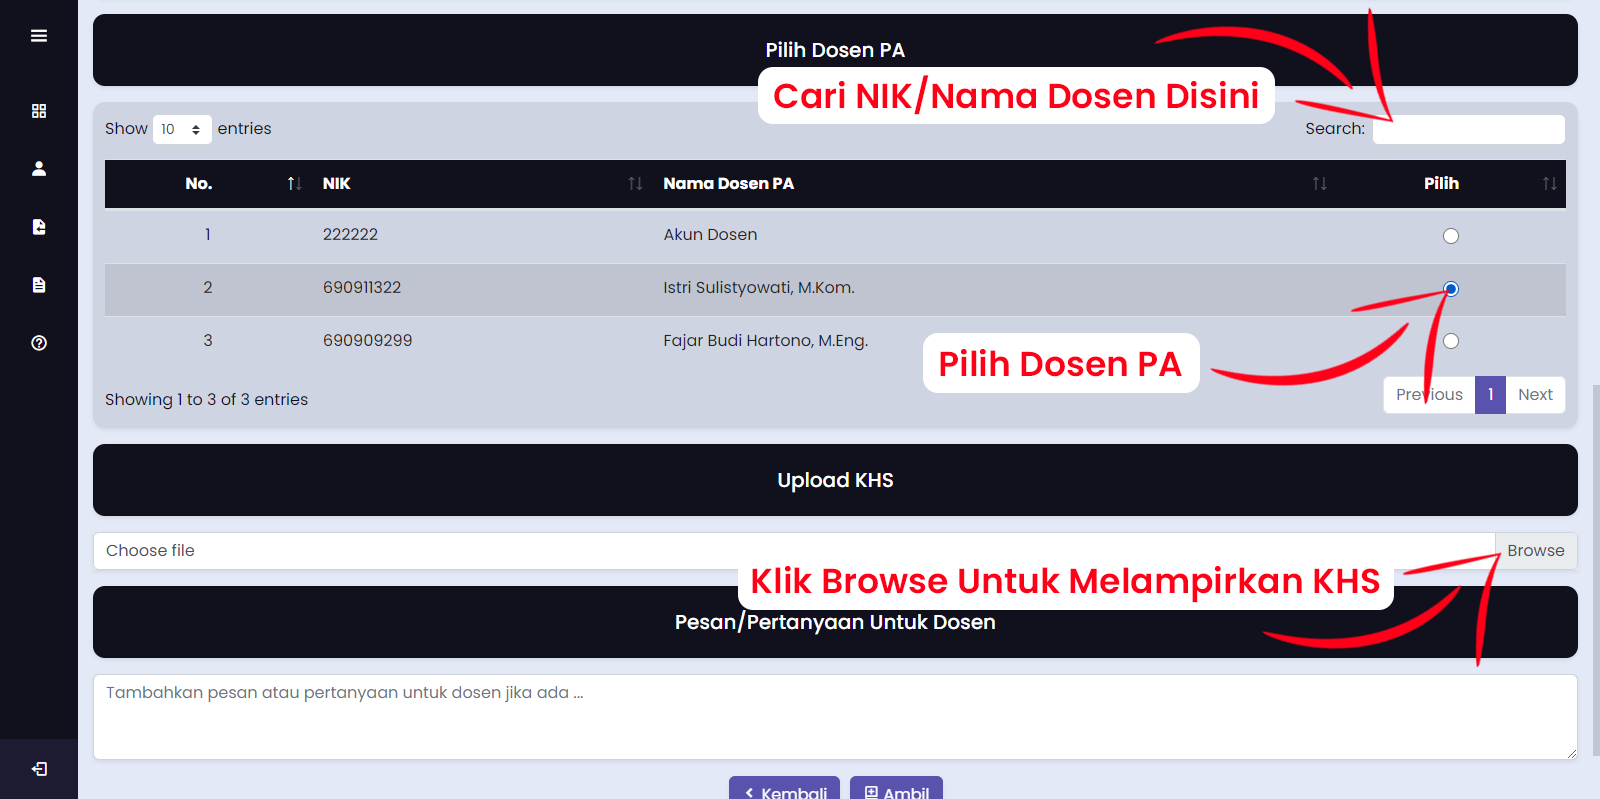 Pilih Dosen PA
Cari NIK/Nama Dosen Disini
Show 10 entries
Search:
No. NIK Nama Dosen PA Pilih
1 222222 Akun Dosen
2 690911322 Istri Sulistyowati, M.Kom.
3 690909299 Fajar Budi Hartono, M.Eng.
Pilih Dosen PA
Showing 1 to 3 of 3 entries
Previous 1 Next
Upload KHS
Choose file Browse
Klik Browse Untuk Melampirkan KHS
Pesan/Pertanyaan Untuk Dosen
Tambahkan pesan atau pertanyaan untuk dosen jika ada ...
Kembali Ambil